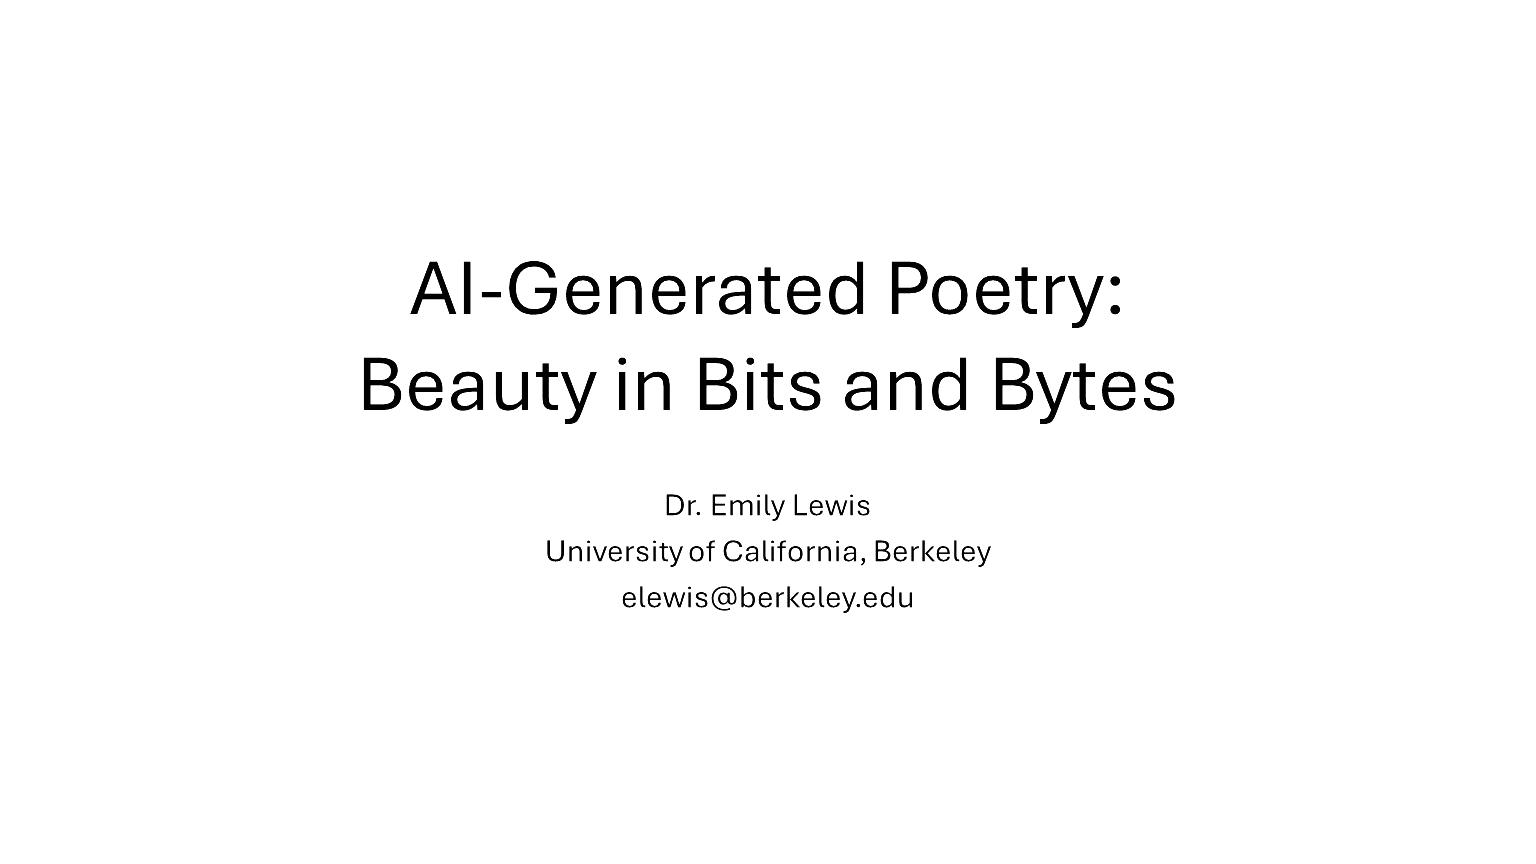 AI-Generated Poetry:
Beauty in Bits and Bytes
Dr. Emily Lewis
University of California, Berkeley
elewis@berkeley.edu